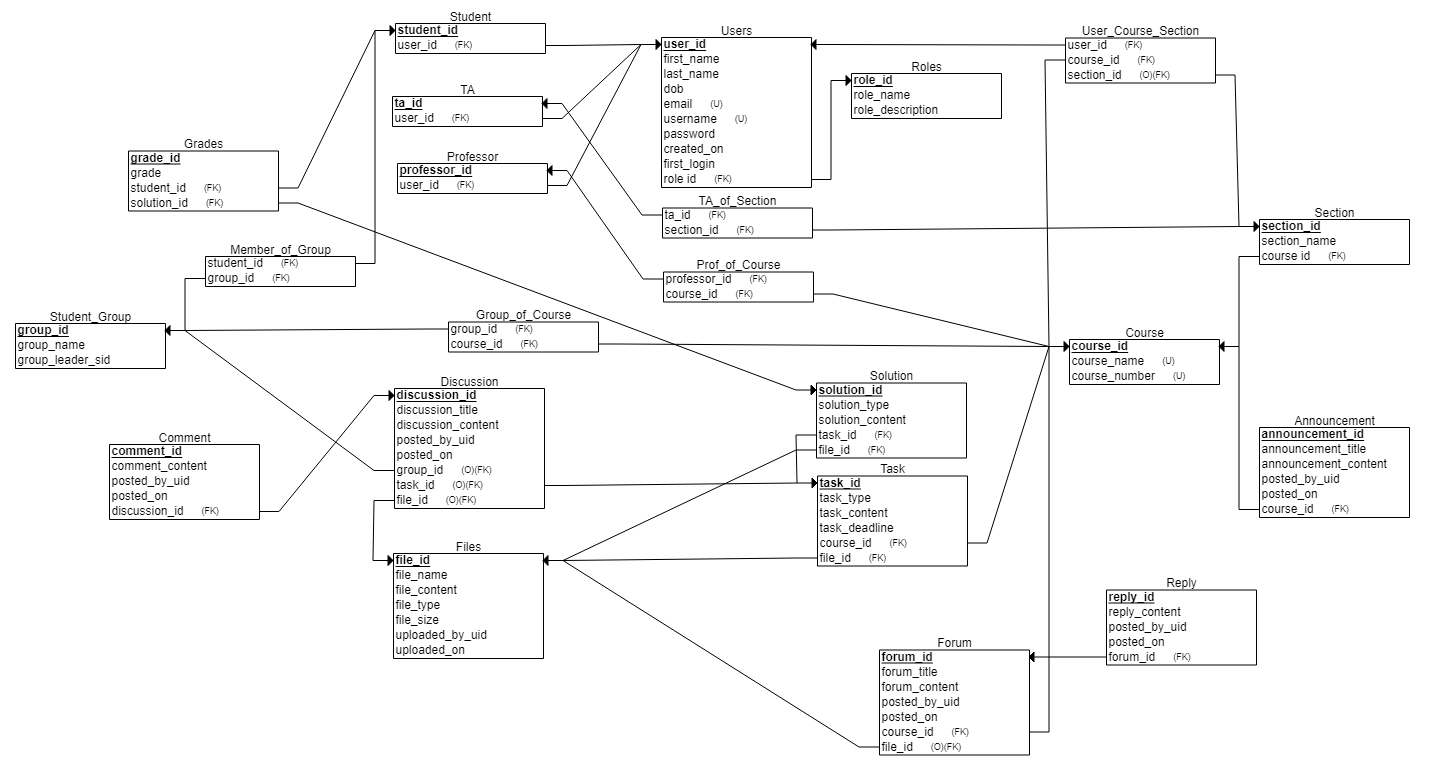 Student
student_id
user_id (FK)
Users
user_id
first_name
last_name
dob
email (U)
username (U)
password
created_on
first_login
role id (FK)
User_Course_Section
user_id (FK)
course_id (FK)
section_id (O)(FK)
Roles
role_id
role_name
role_description
TA
ta_id
user_id (FK)
Grades
grade_id
grade
student_id (FK)
solution_id (FK)
Professor
professor_id
user_id (FK)
TA_of_Section
ta_id (FK)
section_id (FK)
Section
section_id
section_name
course id (FK)
Member_of_Group
student_id (FK)
group_id (FK)
Prof_of_Course
professor_id (FK)
course_id (FK)
Student_Group
group_id
group_name
group_leader_sid
Group_of_Course
group_id (FK)
course_id (FK)
Course
course_id
course_name (U)
course_number (U)
Discussion
discussion_id
discussion_title
discussion_content
posted_by_uid
posted_on
group_id (O)(FK)
task_id (O)(FK)
file_id (O)(FK)
Solution
solution_id
solution_type
solution_content
task_id (FK)
file_id (FK)
Announcement
announcement_id
announcement_title
announcement_content
posted_by_uid
posted_on
course_id (FK)
Comment
comment_id
comment_content
posted_by_uid
posted_on
discussion_id (FK)
Task
task_id
task_type
task_content
task_deadline
course_id (FK)
file_id (FK)
Files
file_id
file_name
file_content
file_type
file_size
uploaded_by_uid
uploaded_on
Reply
reply_id
reply_content
posted_by_uid
posted_on
forum_id (FK)
Forum
forum_id
forum_title
forum_content
posted_by_uid
posted_on
course_id (FK)
file_id (O)(FK)